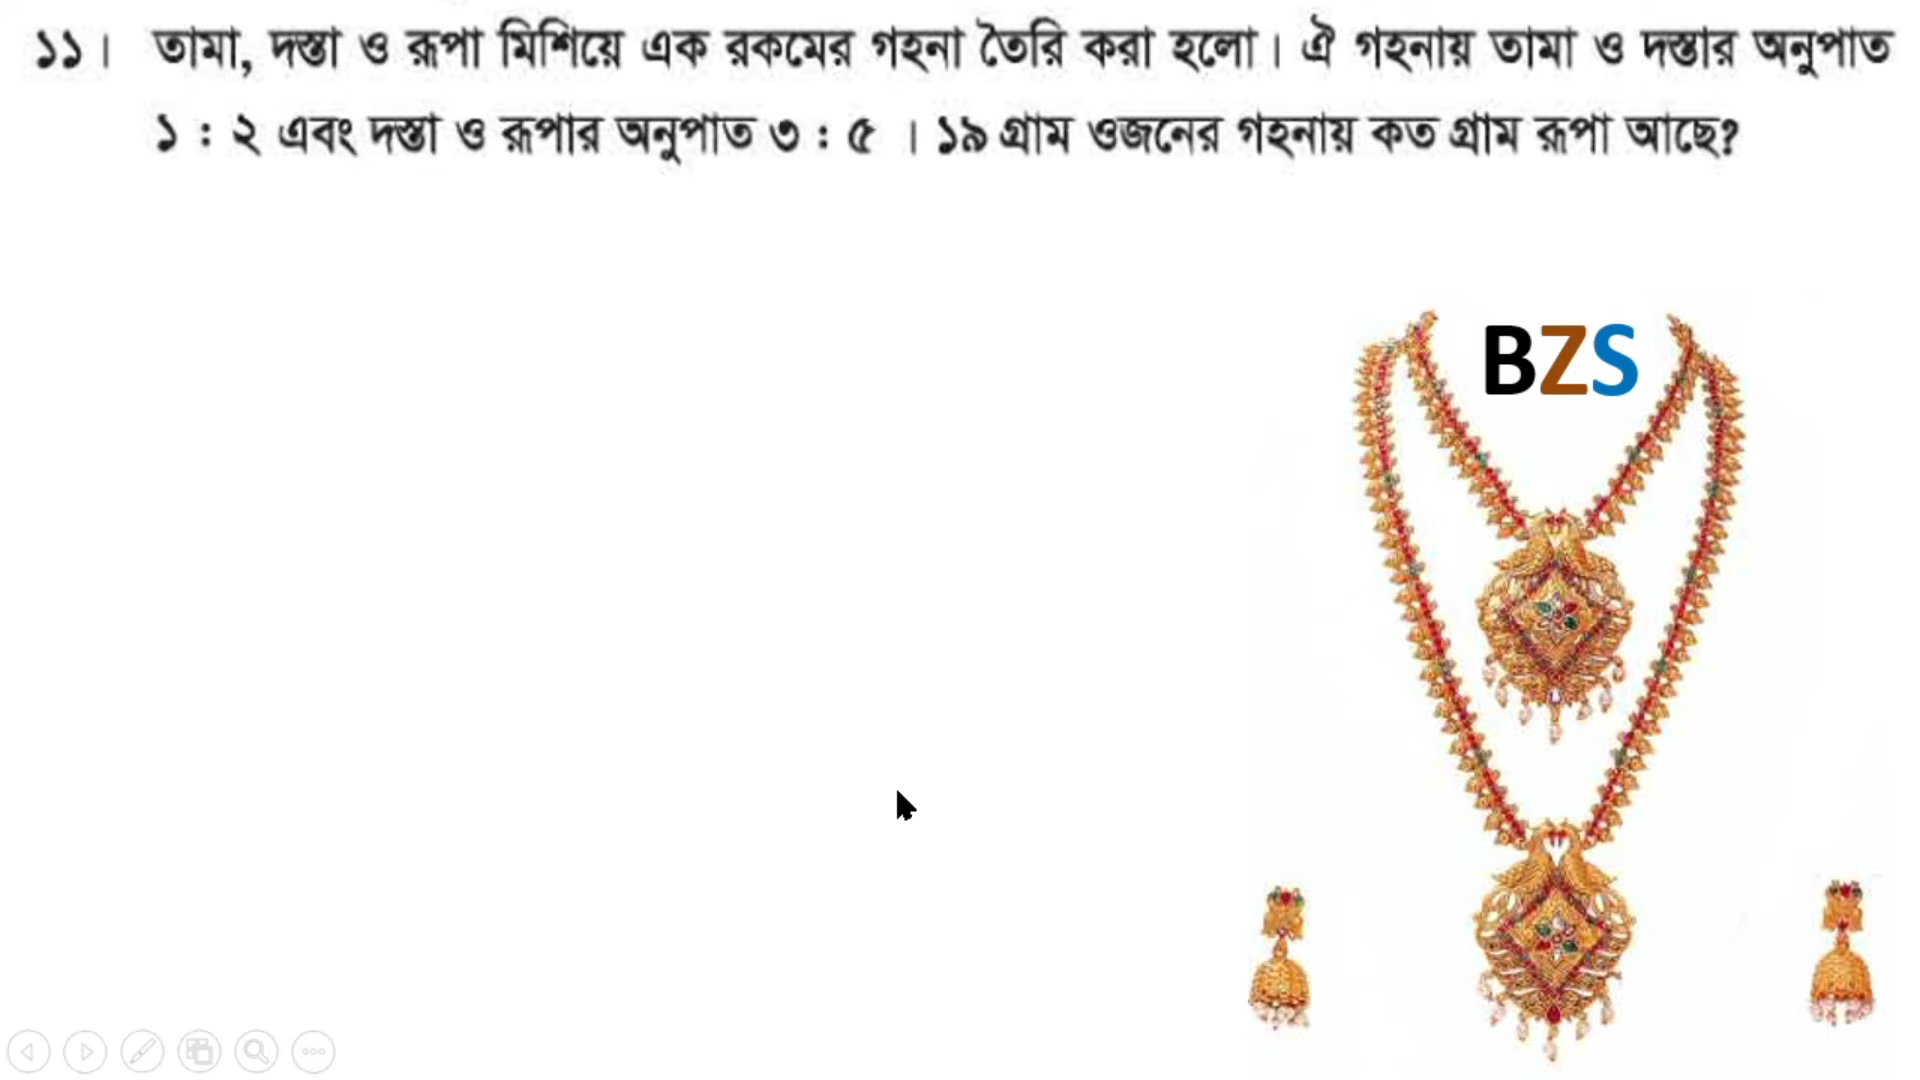 ১১। তামা, দস্তা ও রূপা মিশিয়ে এক রকমের গহনা তৈরি করা হলো। ঐ গহনায় তামা ও দস্তার অনুপাত
১ : ২ এবং দস্তা ও রূপার অনুপাত ৩ : ৫ । ১৯ গ্রাম ওজনের গহনায় কত গ্রাম রূপা আছে?
BZS